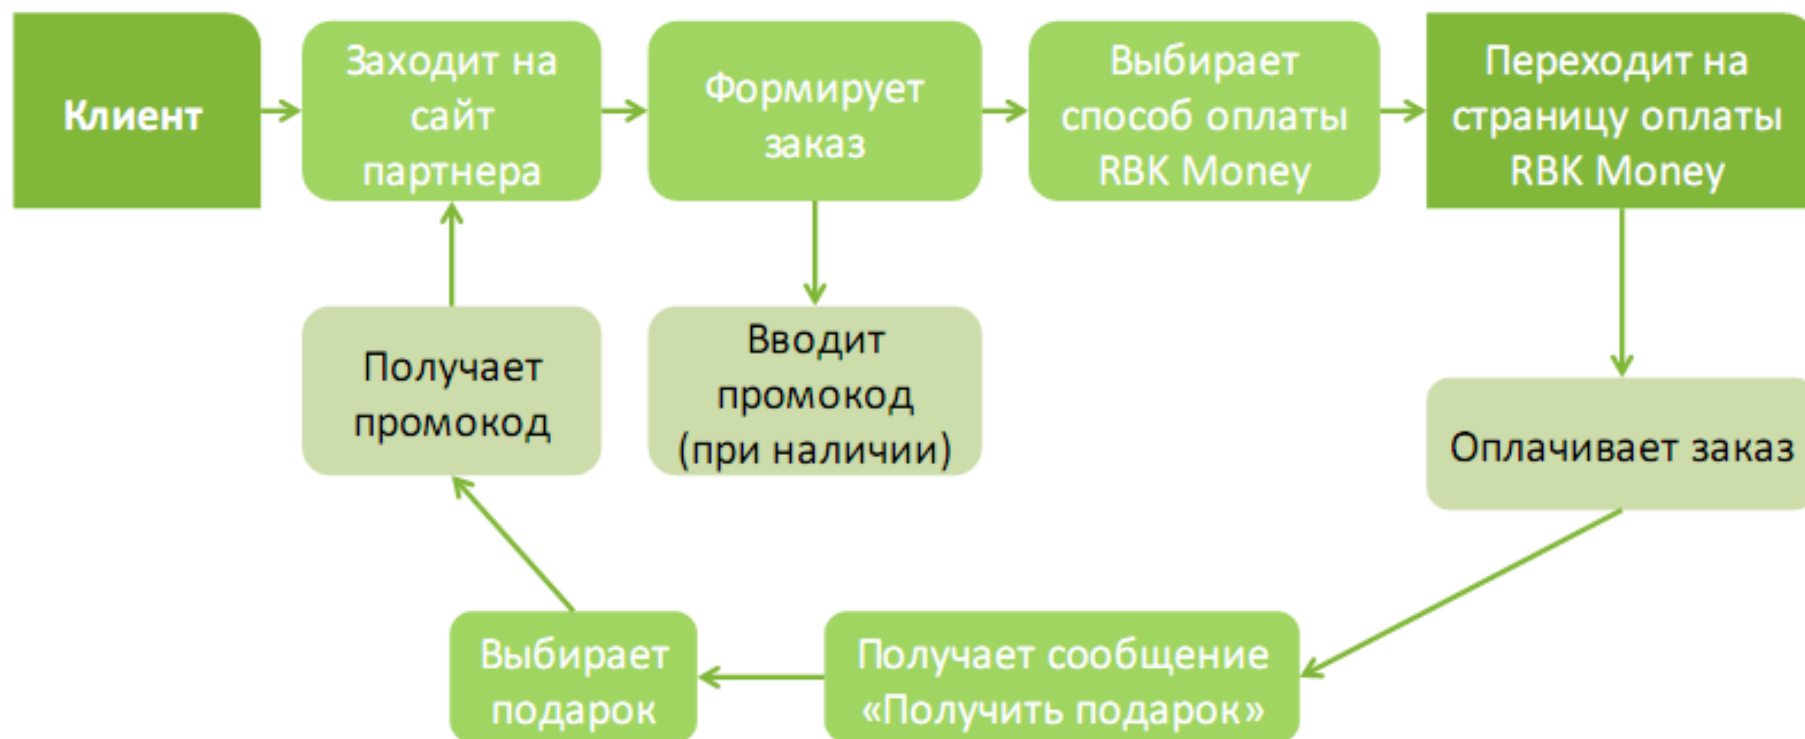 Клиент
Заходит на
сайт
партнера
Формирует
заказ
Выбирает
способ оплаты
RBK Money
Переходит на
страницу оплаты
RBK Money
Получает
промокод
Вводит
промокод
(при наличии)
Оплачивает заказ
Выбирает
подарок
Получает сообщение
«Получить подарок»